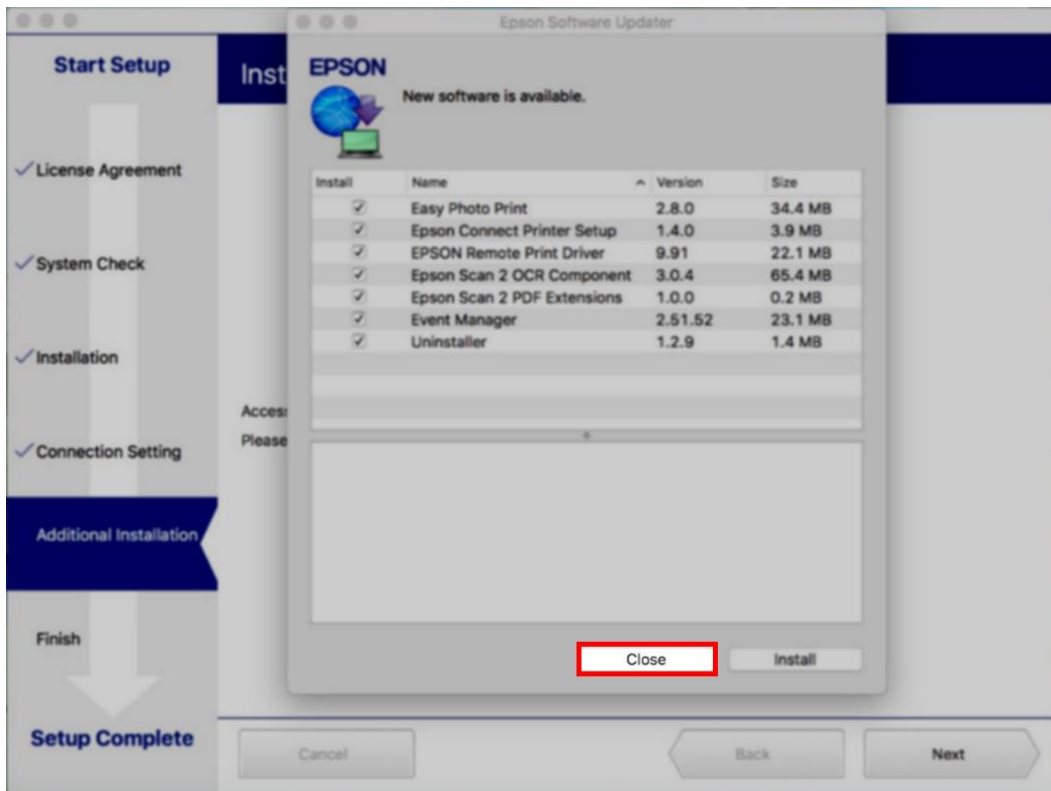 Epson Software Updater
Start Setup
Inst
EPSON
New software is available.
License Agreement
System Check
Installation
Connection Setting
Additional Installation
Finish
Setup Complete
Install Name Version Size
Easy Photo Print 2.8.0 34.4 MB
Epson Connect Printer Setup 1.4.0 3.9 MB
EPSON Remote Print Driver 9.91 22.1 MB
Epson Scan 2 OCR Component 3.0.4 65.4 MB
Epson Scan 2 PDF Extensions 1.0.0 0.2 MB
Event Manager 2.51.52 23.1 MB
Uninstaller 1.2.9 1.4 MB
Access
Please
Close Install
Cancel Back Next